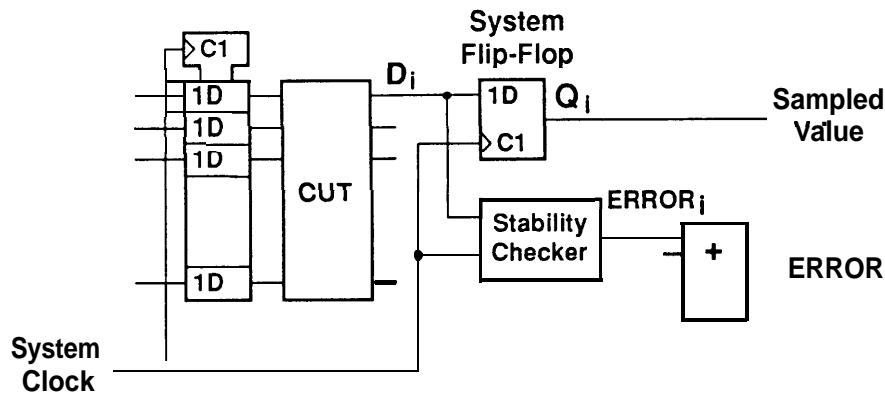 System
Flip-Flop
C1
Di
1D
1D
1D
1D
CUT
1D
C1
Qi
Sampled
Value
Stability
Checker
ERRORi
+
ERROR
System
Clock